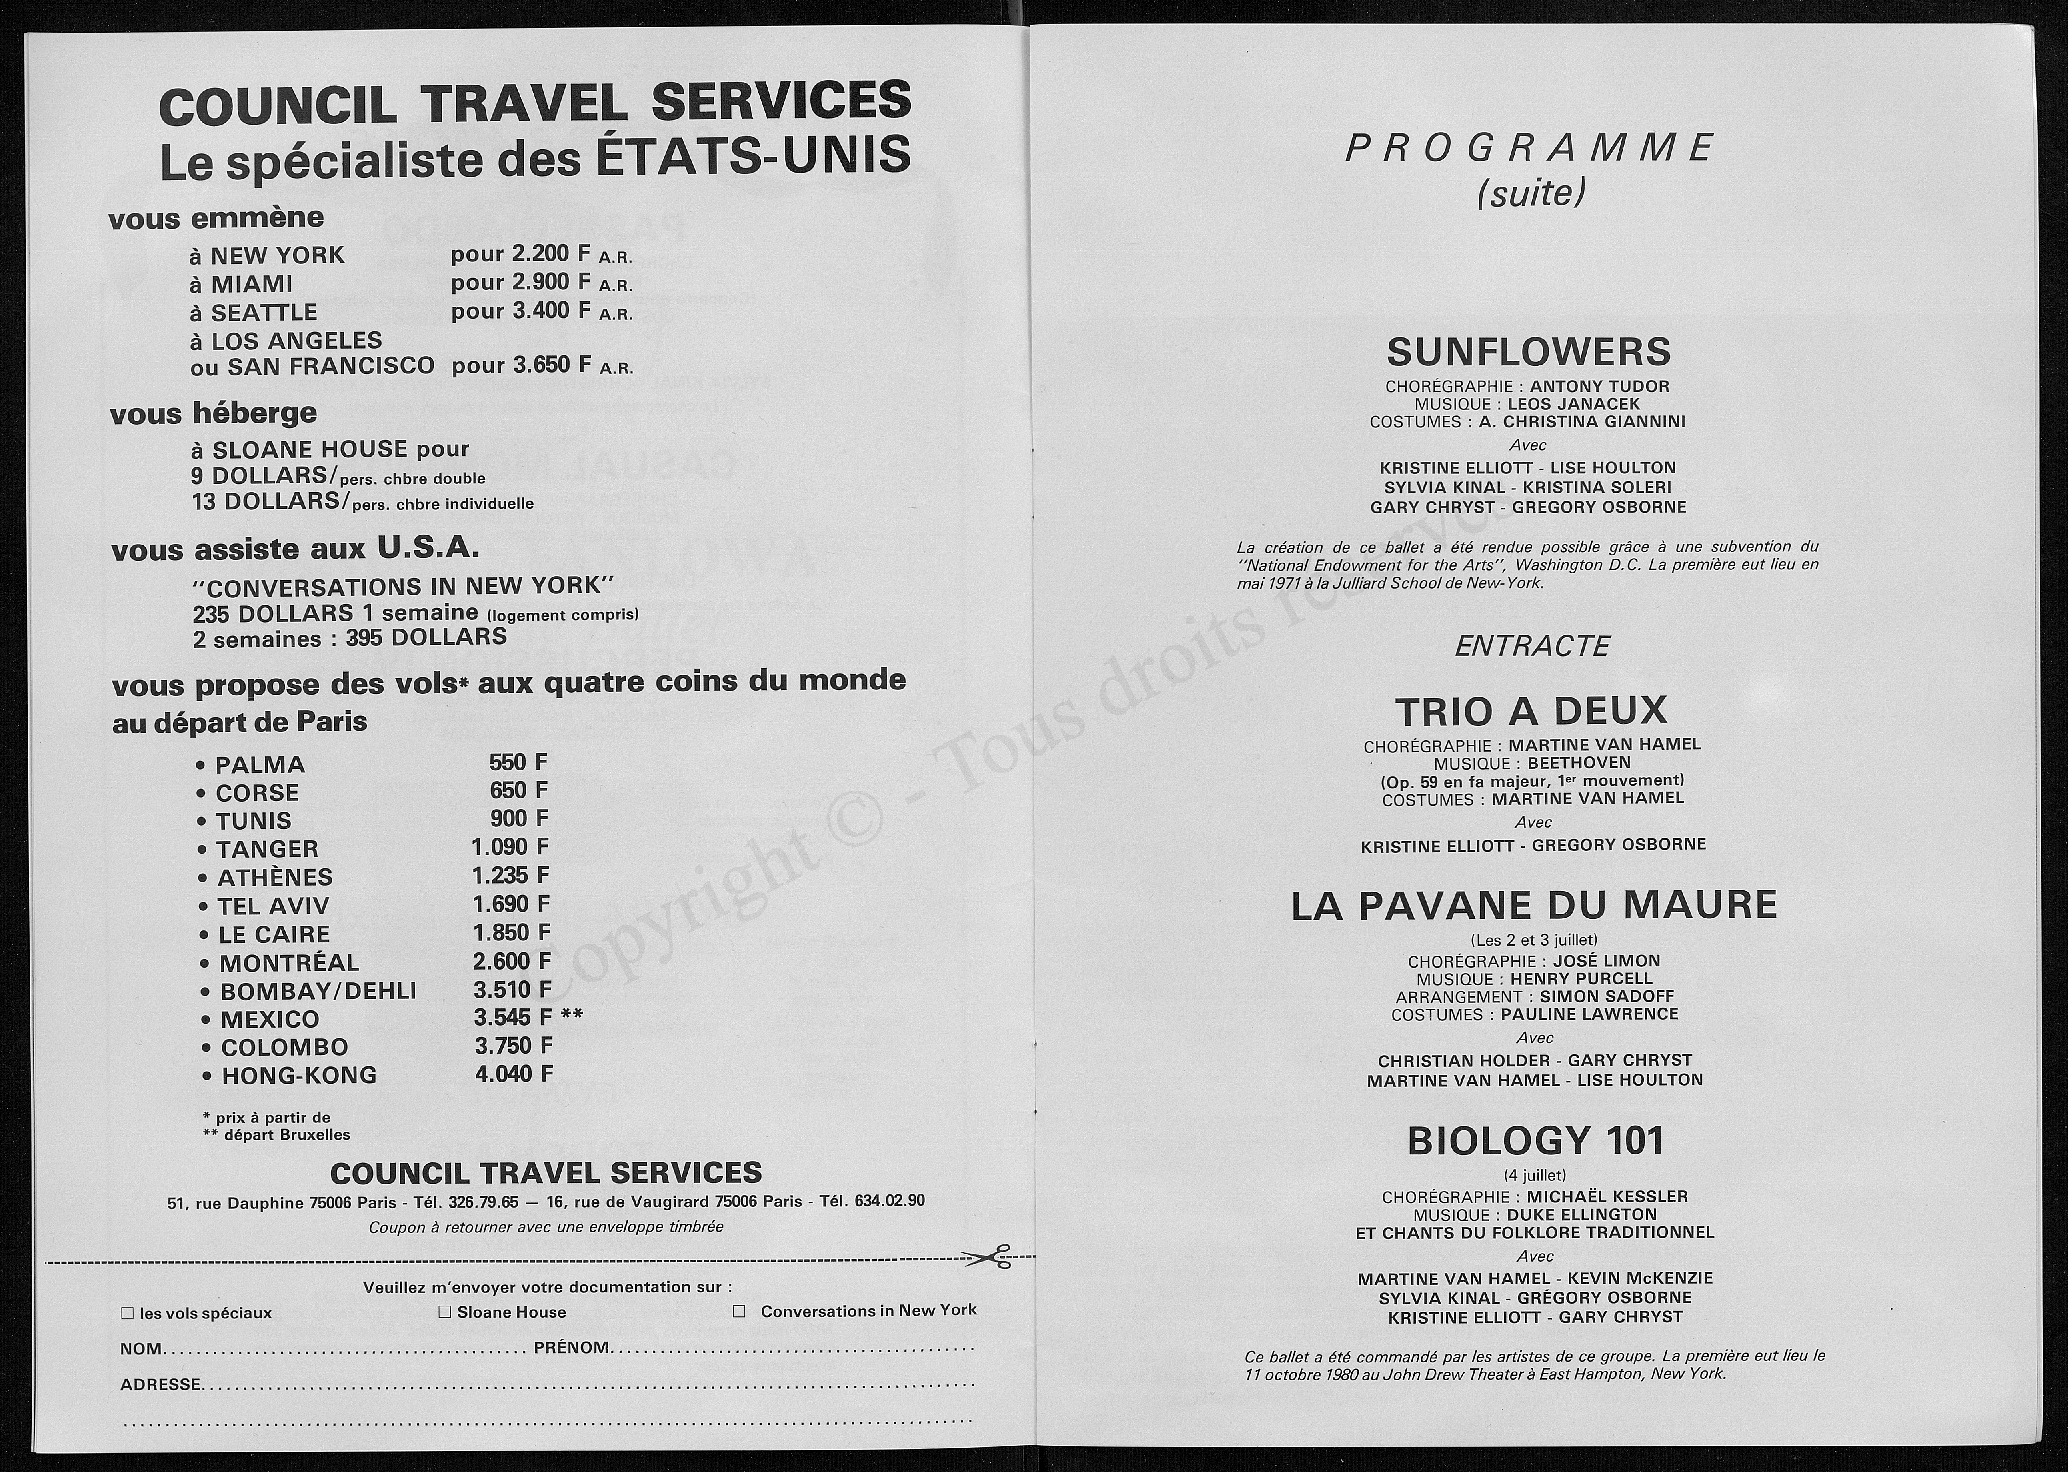 COUNCIL TRAVEL SERVICES
Le spécialiste des ÉTATS-UNIS
vous emmène
à NEW YORK pour 2.200 F A.R.
à MIAMI pour 2.900 F A.R.
à SEATTLE pour 3.400 F A.R.
à LOS ANGELES
ou SAN FRANCISCO pour 3.650 F A.R.
vous héberge
à SLOANE HOUSE pour
9 DOLLARS/pers. chbre double
13 DOLLARS/pers. chbre individuelle
vous assiste aux U.S.A.
"CONVERSATIONS IN NEW YORK"
235 DOLLARS 1 semaine (logement compris)
2 semaines : 395 DOLLARS
vous propose des vols* aux quatre coins du monde
au départ de Paris
• PALMA 550 F
• CORSE 650 F
• TUNIS 900 F
• TANGER 1.090 F
• ATHÈNES 1.235 F
• TEL AVIV 1.690 F
• LE CAIRE 1.850 F
• MONTRÉAL 2.600 F
• BOMBAY/DEHLI 3.510 F
• MEXICO 3.545 F **
• COLOMBO 3.750 F
• HONG-KONG 4.040 F
* prix à partir de
** départ Bruxelles
COUNCIL TRAVEL SERVICES
51, rue Dauphine 75006 Paris - Tél. 326.79.65 — 16, rue de Vaugirard 75006 Paris - Tél. 634.02.90
Coupon à retourner avec une enveloppe timbrée
Veuillez m'envoyer votre documentation sur :
☐ les vols spéciaux ☐ Sloane House ☐ Conversations in New York
NOM........................................... PRÉNOM...........................................
ADRESSE...........................................................................................
......................................................................................................
PROGRAMME
(suite)
SUNFLOWERS
CHORÉGRAPHIE : ANTONY TUDOR
MUSIQUE : LEOS JANACEK
COSTUMES : A. CHRISTINA GIANNINI
Avec
KRISTINE ELLIOTT - LISE HOULTON
SYLVIA KINAL - KRISTINA SOLERI
GARY CHRYST - GREGORY OSBORNE
La création de ce ballet a été rendue possible grâce à une subvention du
"National Endowment for the Arts", Washington D.C. La première eut lieu en
mai 1971 à la Julliard School de New-York.
ENTRACTE
TRIO A DEUX
CHORÉGRAPHIE : MARTINE VAN HAMEL
MUSIQUE : BEETHOVEN
(Op. 59 en fa majeur, 1er mouvement)
COSTUMES : MARTINE VAN HAMEL
Avec
KRISTINE ELLIOTT - GREGORY OSBORNE
LA PAVANE DU MAURE
(Les 2 et 3 juillet)
CHORÉGRAPHIE : JOSÉ LIMON
MUSIQUE : HENRY PURCELL
ARRANGEMENT : SIMON SADOFF
COSTUMES : PAULINE LAWRENCE
Avec
CHRISTIAN HOLDER - GARY CHRYST
MARTINE VAN HAMEL - LISE HOULTON
BIOLOGY 101
(4 juillet)
CHORÉGRAPHIE : MICHAËL KESSLER
MUSIQUE : DUKE ELLINGTON
ET CHANTS DU FOLKLORE TRADITIONNEL
Avec
MARTINE VAN HAMEL - KEVIN McKENZIE
SYLVIA KINAL - GRÉGORY OSBORNE
KRISTINE ELLIOTT - GARY CHRYST
Ce ballet a été commandé par les artistes de ce groupe. La première eut lieu le
11 octobre 1980 au John Drew Theater à East Hampton, New York.
Copyright © - Tous droits réservés